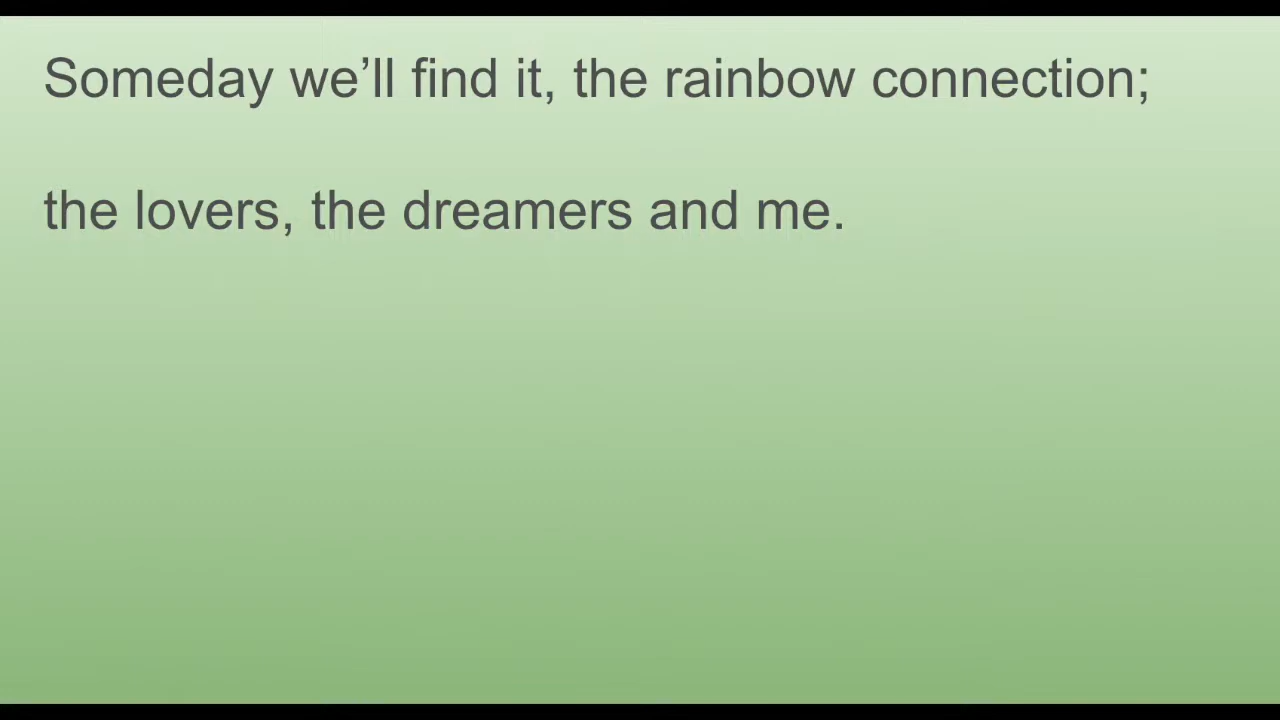 Someday we’ll find it, the rainbow connection;
the lovers, the dreamers and me.